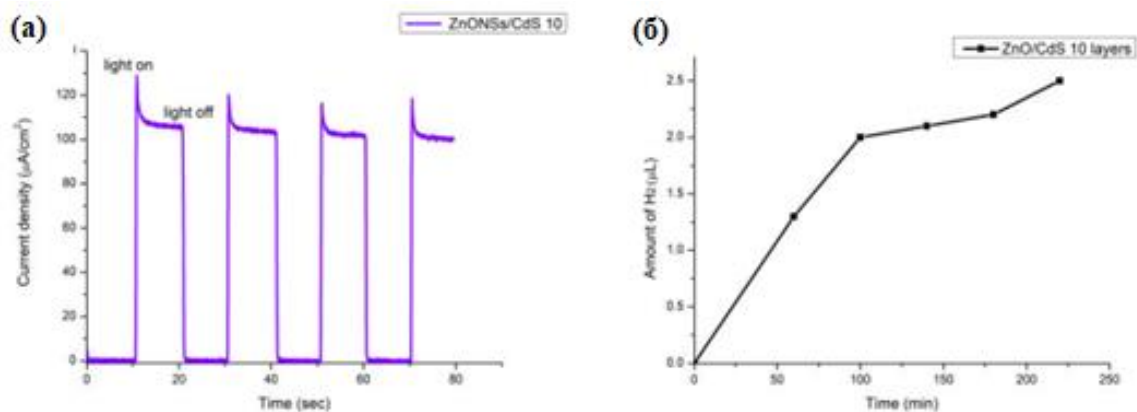 (а)
ZnONSs/CdS 10
light on
light off
120
100
80
60
40
20
0
Current density (μA/cm²)
0 20 40 60 80
Time (sec)
(б)
ZnO/CdS 10 layers
2.5
2.0
1.5
1.0
0.5
0.0
Amount of H₂(μL)
0 50 100 150 200 250
Time (min)